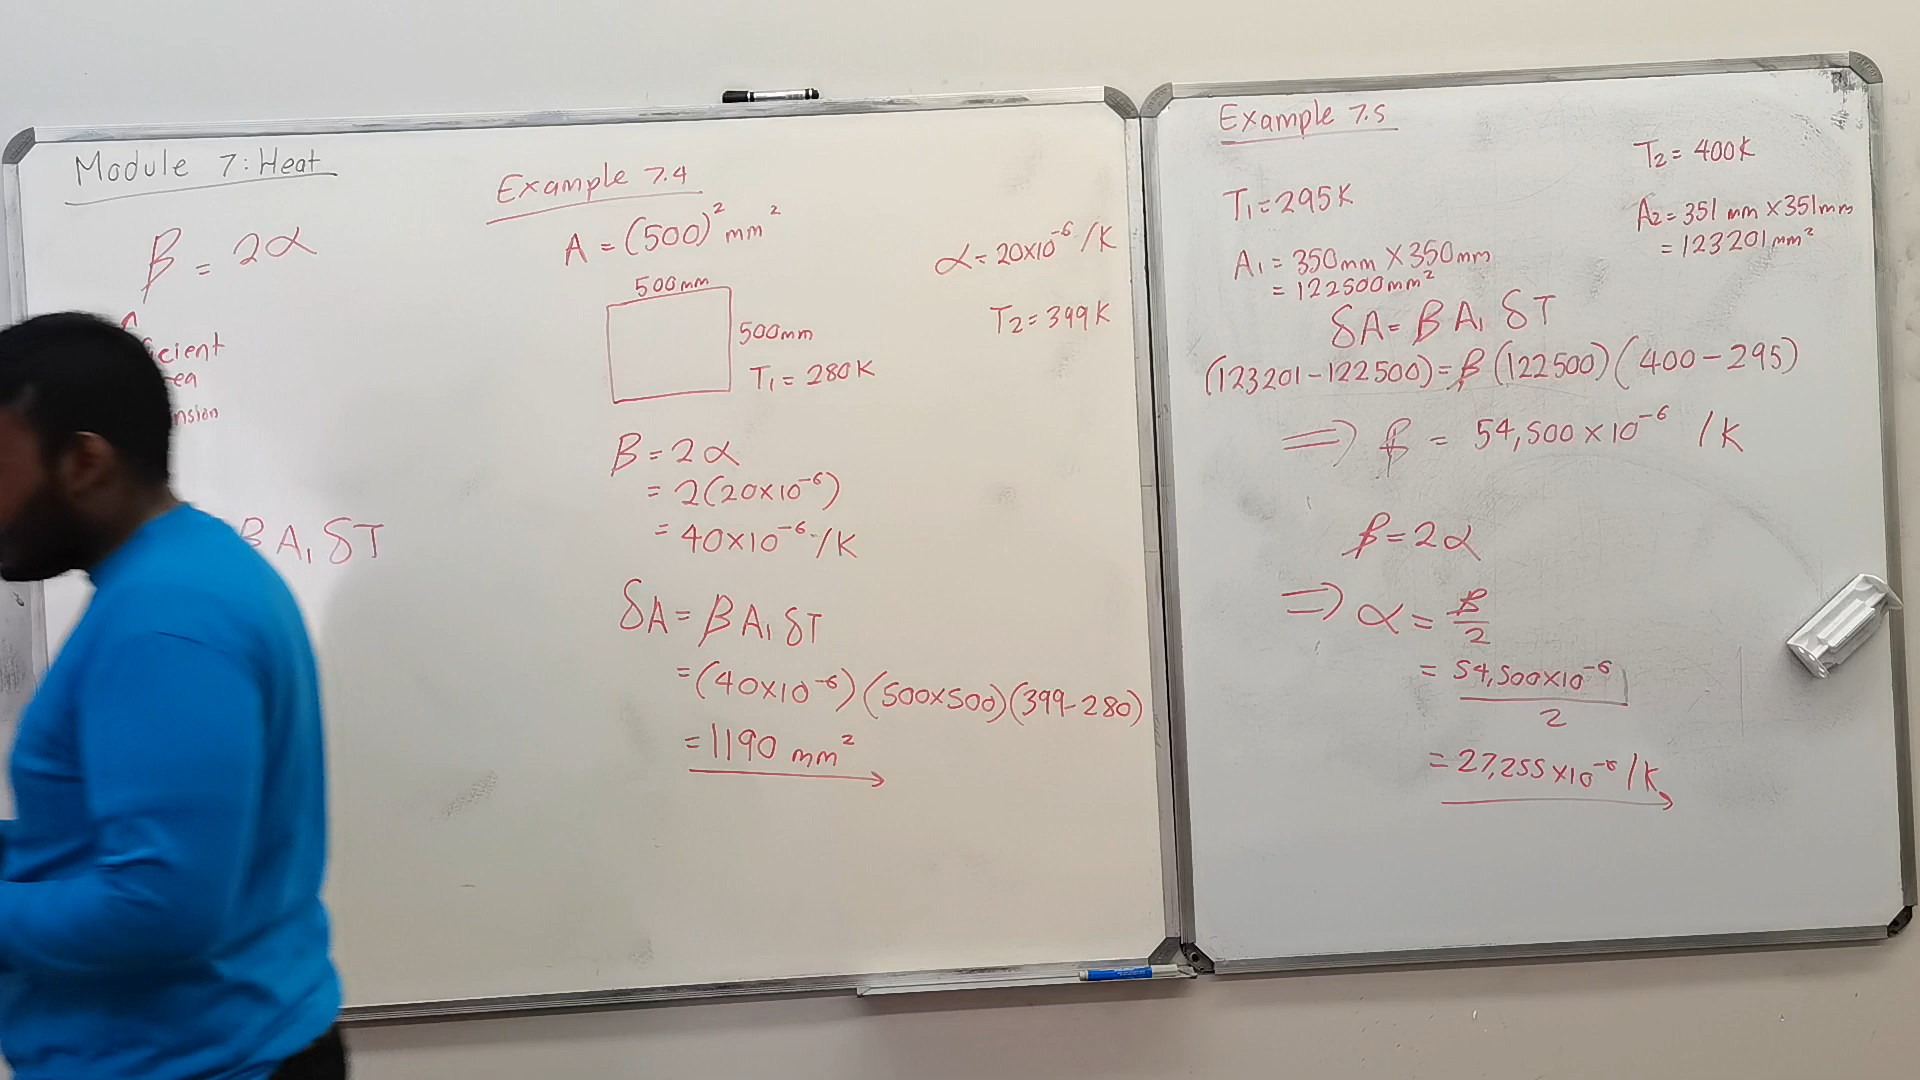 Module 7: Heat
β = 2α
icient
ea
nsion
β A₁ δT
Example 7.4
A = (500)² mm²
500mm
500mm
T₁ = 280K
α = 20×10⁻⁶ /K
T₂ = 399K
β = 2α
= 2(20×10⁻⁶)
= 40×10⁻⁶ /K
δA = β A₁ δT
= (40×10⁻⁶)(500×500)(399-280)
= 1190 mm²
Example 7.5
T₁ = 295K
T₂ = 400K
A₁ = 350mm × 350mm
= 122500mm²
A₂ = 351 mm × 351mm
= 123201mm²
δA = β A₁ δT
(123201-122500) = β (122500)(400-295)
⇒ β = 54,500×10⁻⁶ /K
β = 2α
⇒ α = β/2
= 54,500×10⁻⁶
2
= 27,255×10⁻⁶ /K